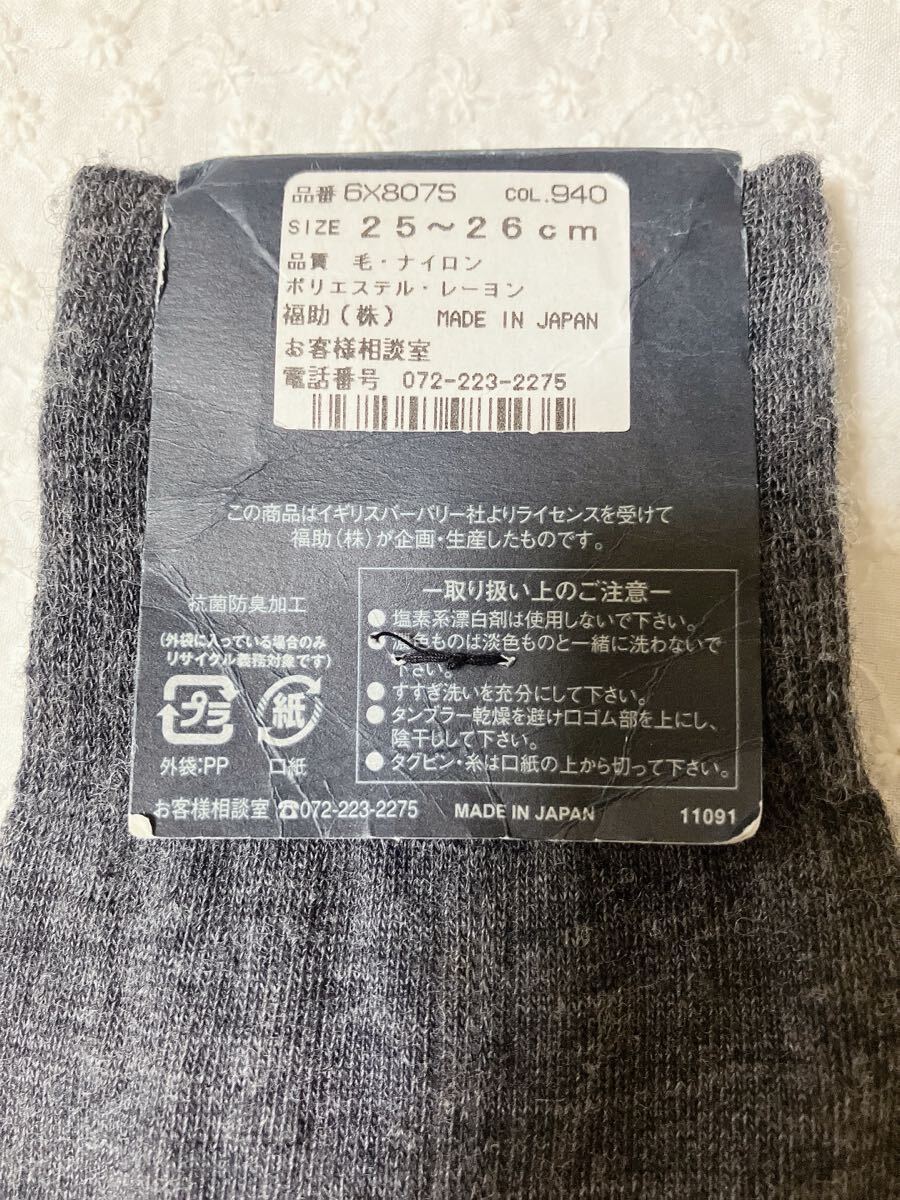 品番 6X807S COL.940
SIZE 25～26cm
品質 毛・ナイロン
ポリエステル・レーヨン
福助(株) MADE IN JAPAN
お客様相談室
電話番号 072-223-2275
この商品はイギリスバーバリー社よりライセンスを受けて
福助(株)が企画・生産したものです。
抗菌防臭加工
(外袋に入っている場合のみ
リサイクル義務対象です)
プラ
紙
外袋:PP 口紙
ー取り扱い上のご注意ー
●塩素系漂白剤は使用しないで下さい。
●濃色ものは淡色ものと一緒に洗わないで
下さい。
●すすぎ洗いを充分にして下さい。
●タンブラー乾燥を避け口ゴム部を上にし、
陰干しして下さい。
●タグピン・糸は口紙の上から切って下さい。
お客様相談室 ☎072-223-2275 MADE IN JAPAN 11091